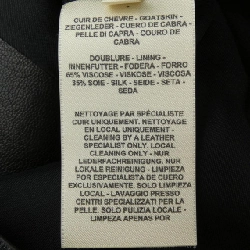 CUIR DE CHEVRE - GOATSKIN -
ZIEGENLEDER - CUERO DE CABRA -
PELLE DI CAPRA - COURO DE
CABRA
DOUBLURE - LINING -
INNENFUTTER - FODERA - FORRO
65% VISCOSE - VISKOSE - VISCOSA
35% SOIE - SILK - SEIDE - SETA -
SEDA
NETTOYAGE PAR SPÉCIALISTE
CUIR UNIQUEMENT. NETTOYAGE
EN LOCAL UNIQUEMENT -
CLEANING BY A LEATHER
SPECIALIST ONLY. LOCAL
CLEANING ONLY - NUR
LEDERFACHREINIGUNG. NUR
LOKALE REINIGUNG - LIMPIEZA
POR ESPECIALISTA DE CUERO
EXCLUSIVAMENTE. SOLO LIMPIEZA
LOCAL - LAVAGGIO PRESSO
CENTRI SPECIALIZZATI PER LA
PELLE. SOLO PULIZIA LOCALE -
LIMPEZA APENAS POR